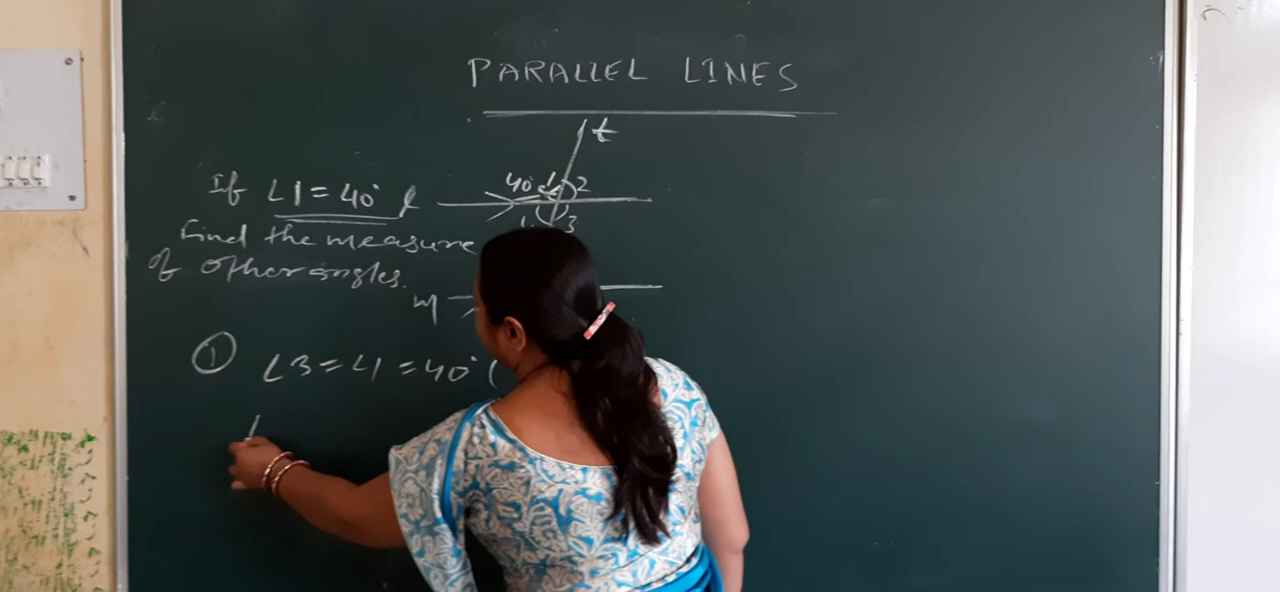 PARALLEL LINES
t
If ∠1 = 40° l
40° 1 2
4 3
Find the measure
of other angles.
m
① ∠3 = ∠1 = 40° (